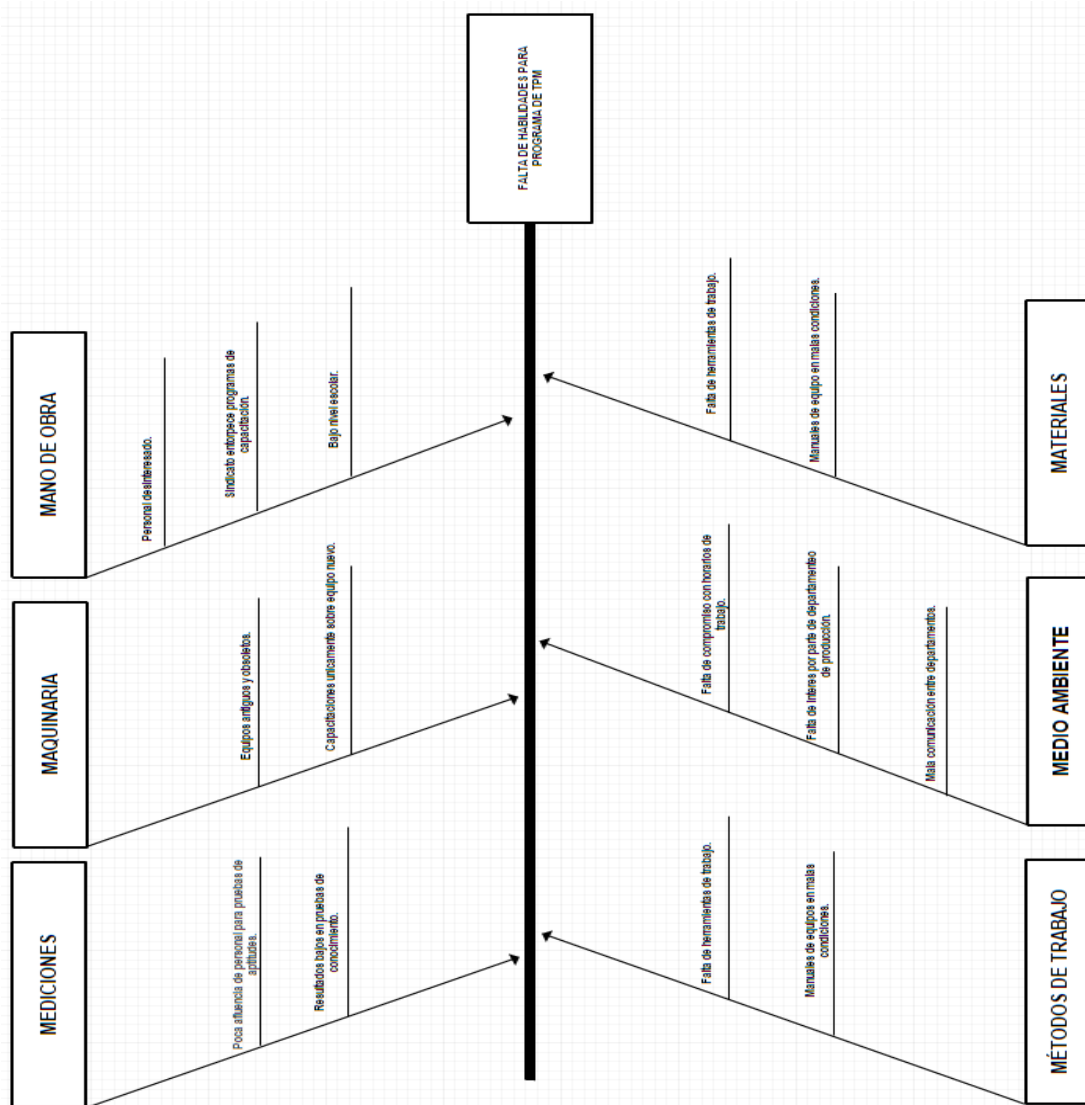 MEDICIONES
Poca afluencia de personal para pruebas de
aptitudes.
Resultados bajos en pruebas de
conocimiento.
MAQUINARIA
Equipos antiguos y obsoletos.
Capacitaciones unicamente sobre equipo nuevo.
MANO DE OBRA
Personal desinteresado.
Sindicato entorpece programas de
capacitación.
Bajo nivel escolar.
FALTA DE HABILIDADES PARA
PROGRAMA DE TPM
Falta de herramientas de trabajo.
Manuales de equipos en malas
condiciones.
MÉTODOS DE TRABAJO
Falta de compromiso con horarios de
trabajo.
Falta de interes por parte de departamenteo
de producción.
Mala comunicacion entre departamentos.
MEDIO AMBIENTE
Falta de herramientas de trabajo.
Manuales de equipo en malas condiciones.
MATERIALES